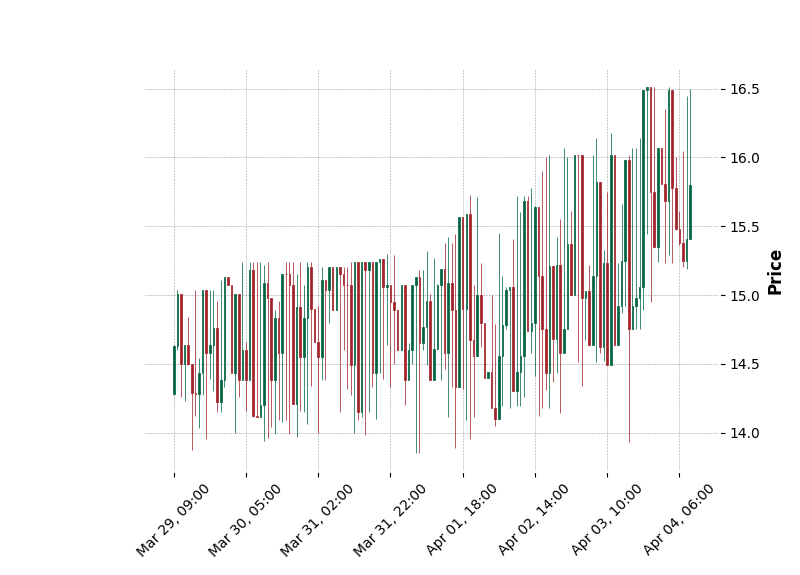 16.5
16.0
15.5
15.0
14.5
14.0
Price
Mar 29, 09:00
Mar 30, 05:00
Mar 31, 02:00
Mar 31, 22:00
Apr 01, 18:00
Apr 02, 14:00
Apr 03, 10:00
Apr 04, 06:00